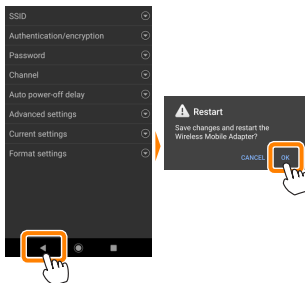 SSID
Authentication/encryption
Password
Channel
Auto power-off delay
Advanced settings
Current settings
Format settings
Restart
Save changes and restart the
Wireless Mobile Adapter?
CANCEL OK